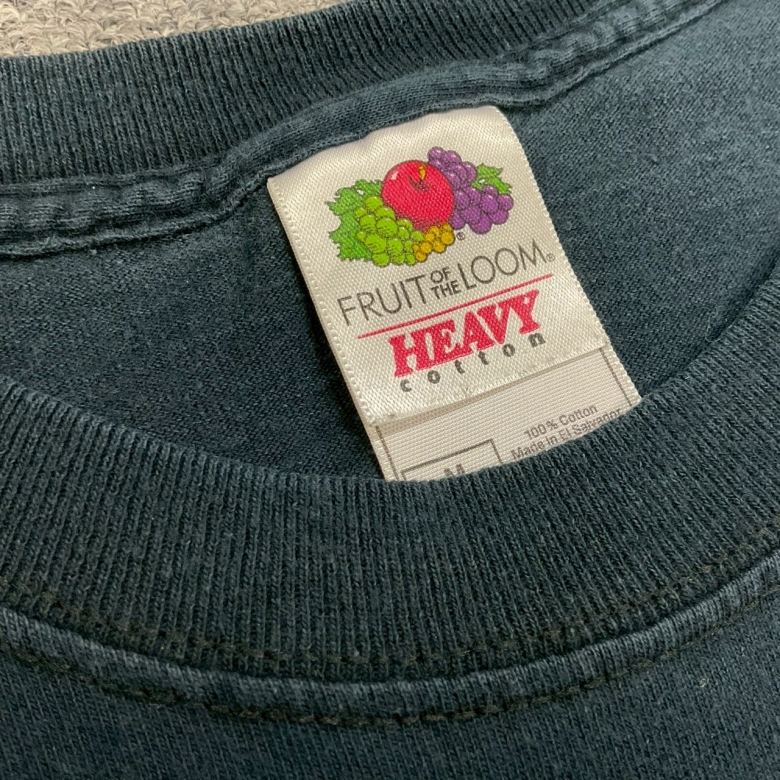 FRUIT OF THE LOOM®
HEAVY
cotton
M
100% Cotton
Made in El Salvador